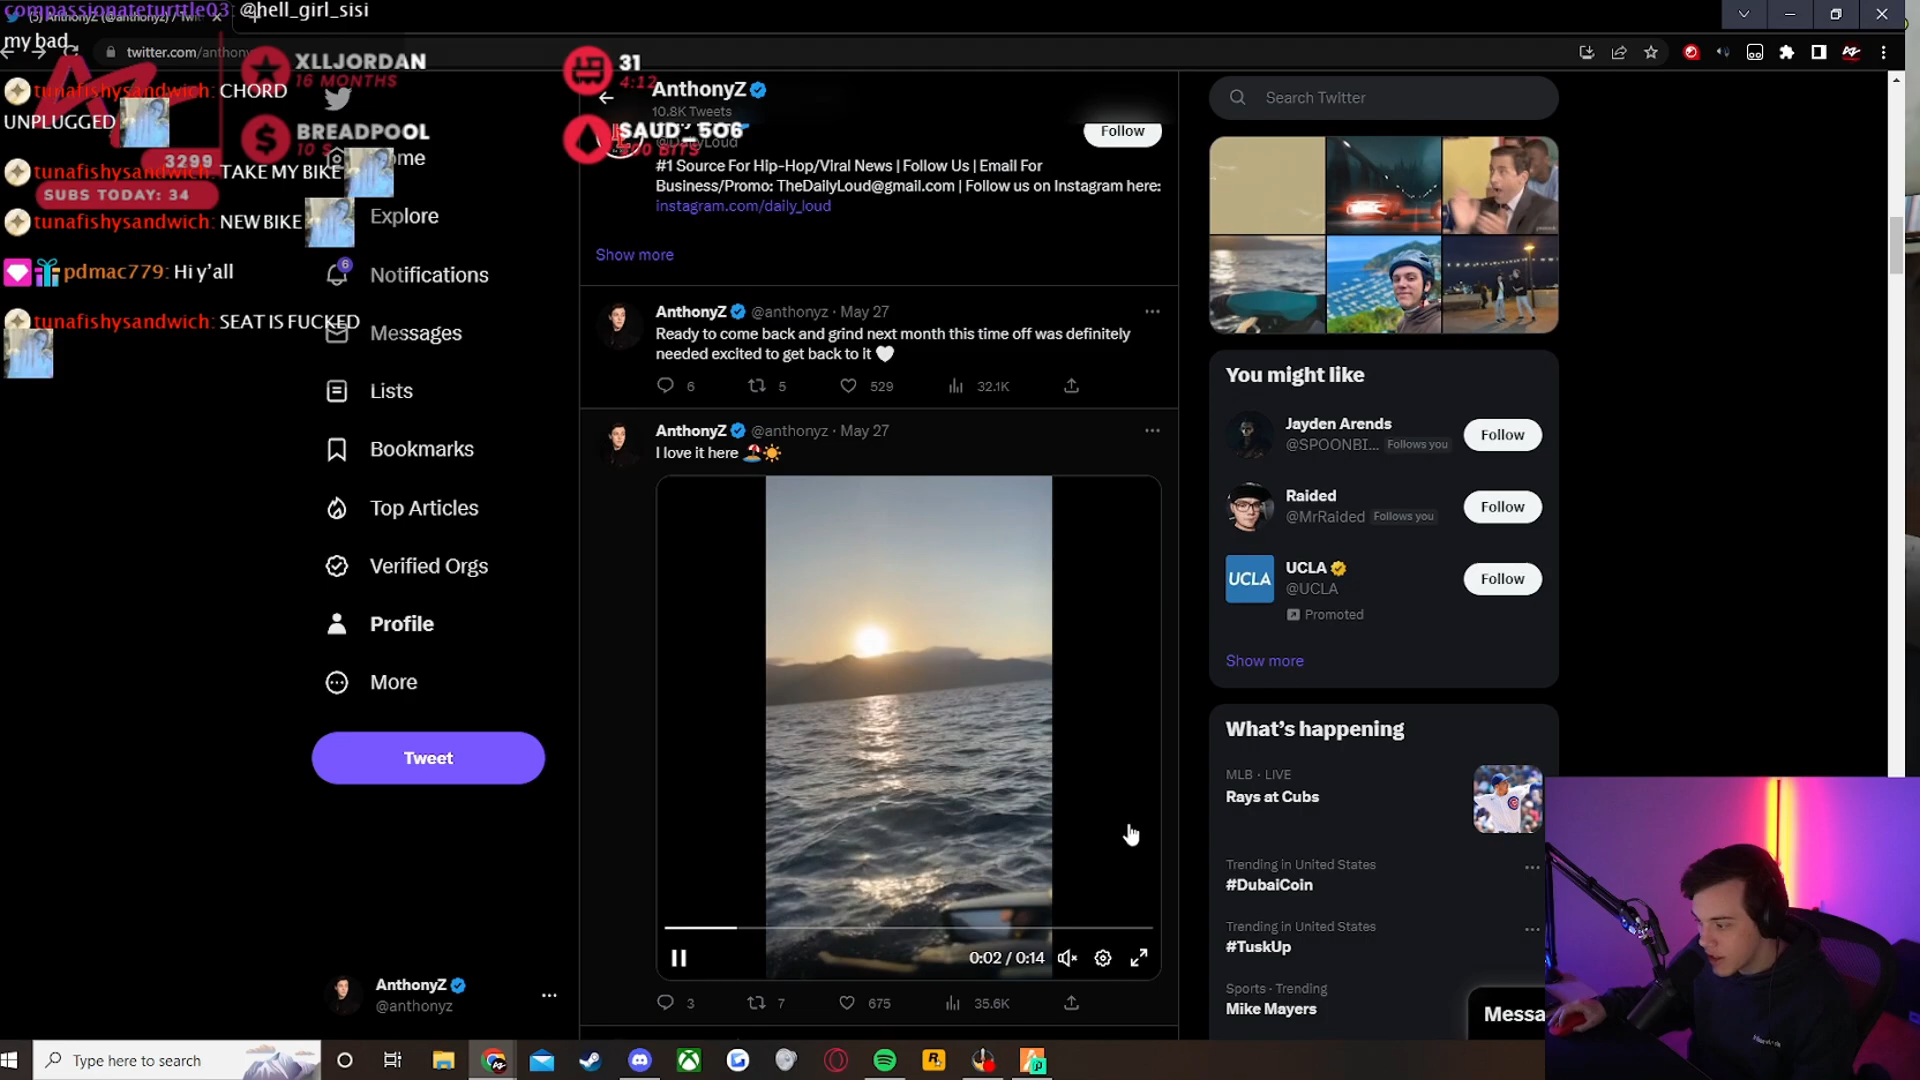 compassionateturttle03: @hell_girl_sisi
my bad
twitter.com/anthony
tunafishysandwich: CHORD
UNPLUGGED
tunafishysandwich: TAKE MY BIKE
tunafishysandwich: NEW BIKE
pdmac779: Hi y'all
tunafishysandwich: SEAT IS FUCKED
XLLJORDAN
16 MONTHS
BREADPOOL
10 $
3299
SUBS TODAY: 34
31
4:12
SAUD_506
Explore
6
Notifications
Messages
Lists
Bookmarks
Top Articles
Verified Orgs
Profile
More
Tweet
AnthonyZ
@anthonyz
AnthonyZ
10.8K Tweets
Follow
#1 Source For Hip-Hop/Viral News | Follow Us | Email For
Business/Promo: TheDailyLoud@gmail.com | Follow us on Instagram here:
instagram.com/daily_loud
Show more
AnthonyZ @anthonyz · May 27
Ready to come back and grind next month this time off was definitely
needed excited to get back to it 🤍
6 5 529 32.1K
AnthonyZ @anthonyz · May 27
I love it here 🏖️☀️
0:02 / 0:14
3 7 675 35.6K
Search Twitter
You might like
Jayden Arends
@SPOONBI... Follows you
Follow
Raided
@MrRaided Follows you
Follow
UCLA
UCLA
@UCLA
Promoted
Follow
Show more
What's happening
MLB · LIVE
Rays at Cubs
Trending in United States
#DubaiCoin
Trending in United States
#TuskUp
Sports · Trending
Mike Mayers
Messa
Type here to search